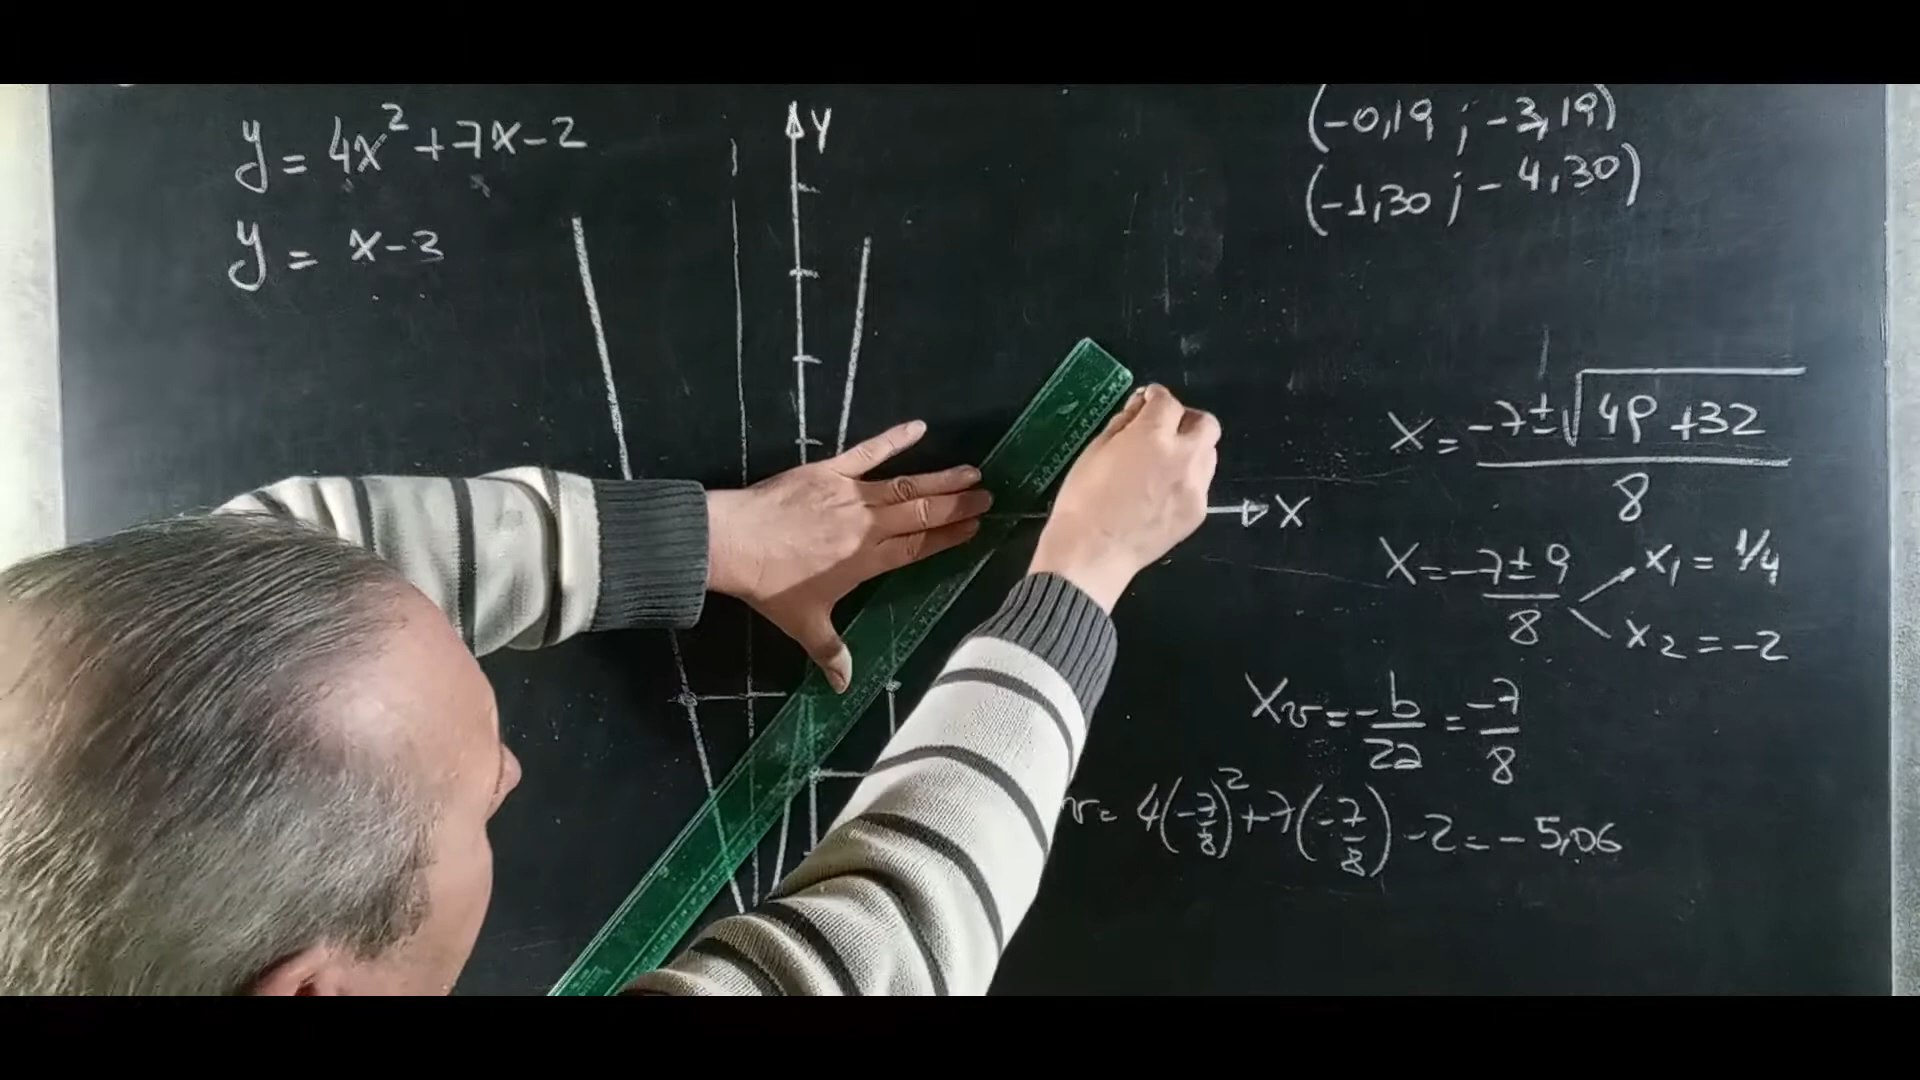 y = 4x²+7x-2
y = x-3
Y
X
(-0,19 ; -3,19)
(-1,30 ; -4,30)
X = -7±√49+32 / 8
X = -7±9 / 8
x₁ = 1/4
x₂ = -2
Xv = -b/2a = -7/8
v = 4(-7/8)²+7(-7/8)-2 = -5,06